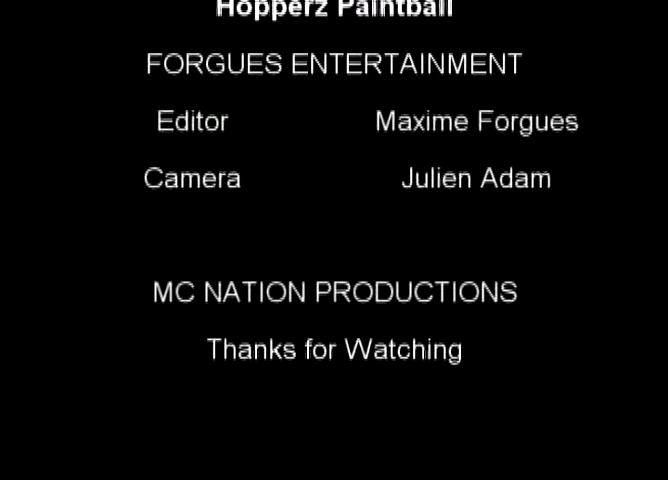 Hopperz Paintball
FORGUES ENTERTAINMENT
Editor Maxime Forgues
Camera Julien Adam
MC NATION PRODUCTIONS
Thanks for Watching